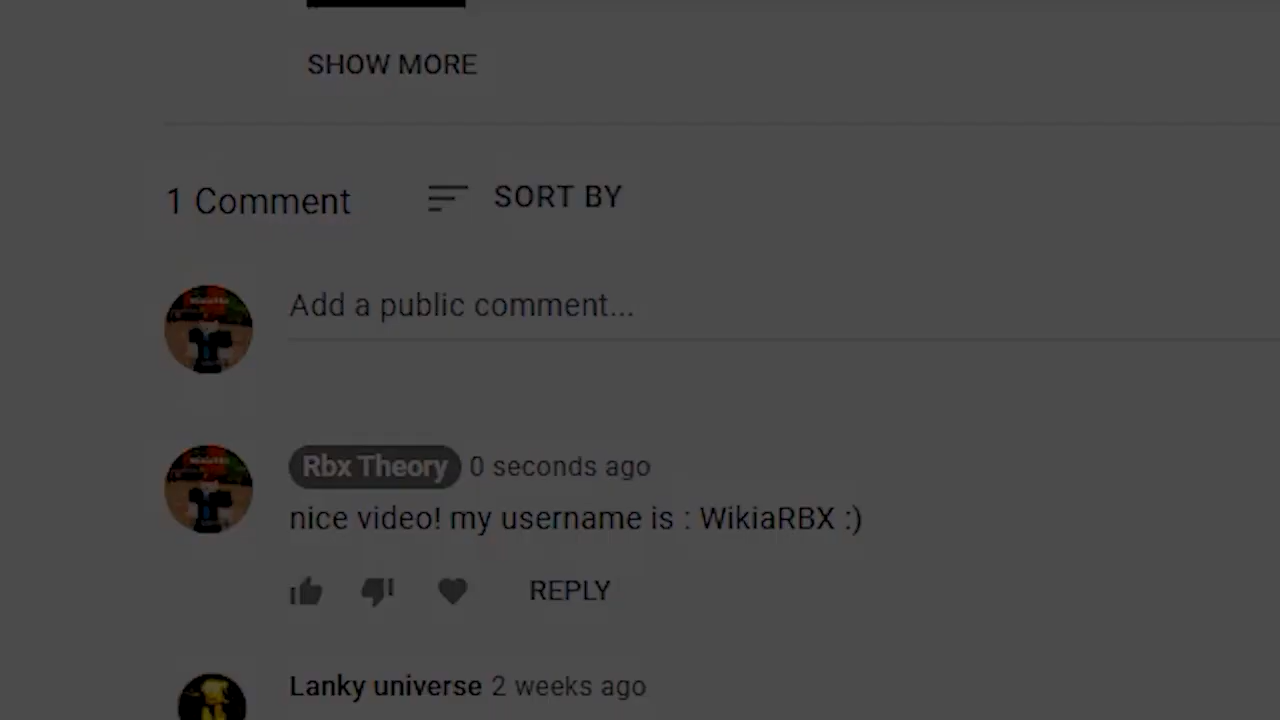 SHOW MORE
1 Comment
SORT BY
Add a public comment...
Rbx Theory 0 seconds ago
nice video! my username is : WikiaRBX :)
REPLY
Lanky universe 2 weeks ago